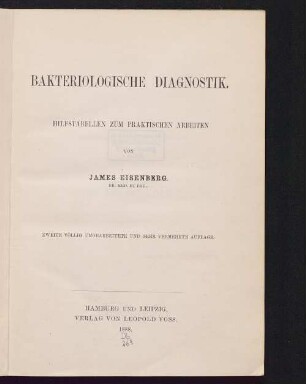 BAKTERIOLOGISCHE DIAGNOSTIK.
HILFSTABELLEN ZUM PRAKTISCHEN ARBEITEN
VON
JAMES EISENBERG,
ZWEITE VÖLLIG UMGEARBEITETE UND SEHR VERMEHRTE AUFLAGE.
HAMBURG UND LEIPZIG,
VERLAG VON LEOPOLD VOSS.
1888.